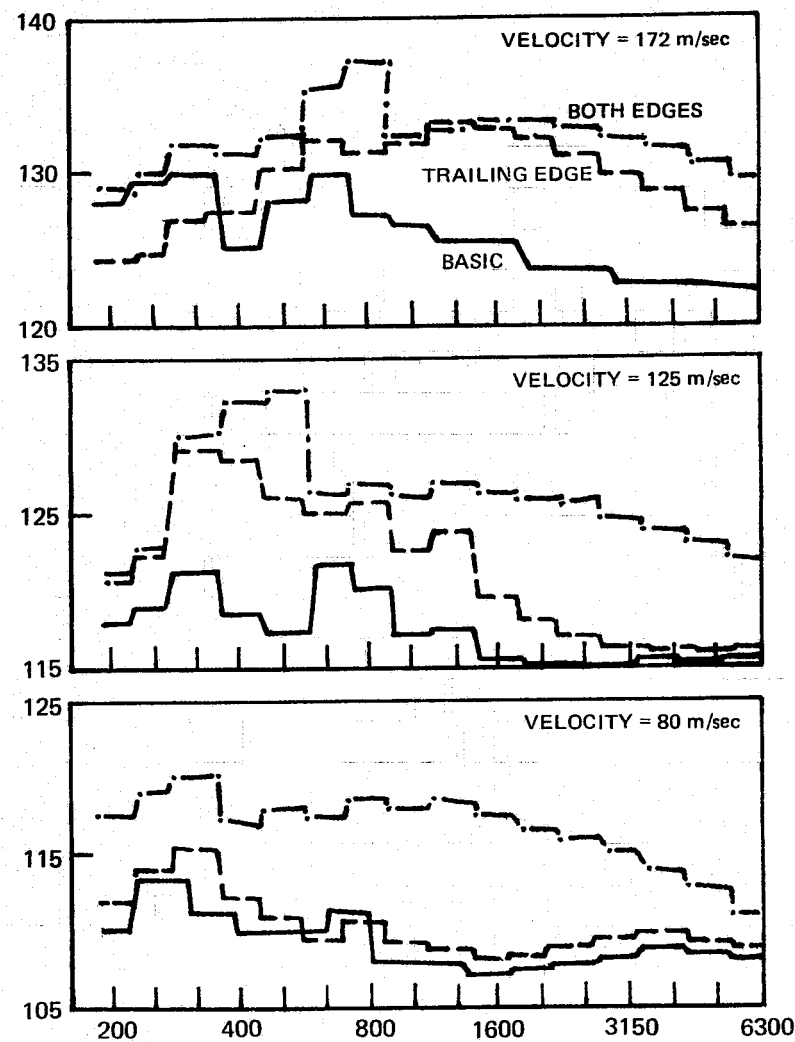 140
VELOCITY = 172 m/sec
BOTH EDGES
130
TRAILING EDGE
BASIC
120
135
VELOCITY = 125 m/sec
125
115
125
VELOCITY = 80 m/sec
115
105
200 400 800 1600 3150 6300